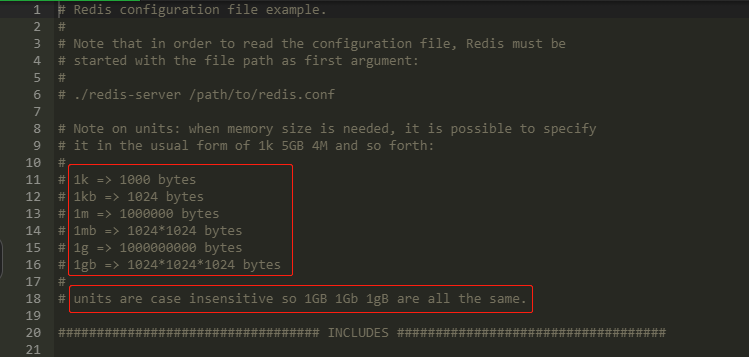 1 # Redis configuration file example.
2 #
3 # Note that in order to read the configuration file, Redis must be
4 # started with the file path as first argument:
5 #
6 # ./redis-server /path/to/redis.conf
7
8 # Note on units: when memory size is needed, it is possible to specify
9 # it in the usual form of 1k 5GB 4M and so forth:
10 #
11 # 1k => 1000 bytes
12 # 1kb => 1024 bytes
13 # 1m => 1000000 bytes
14 # 1mb => 1024*1024 bytes
15 # 1g => 1000000000 bytes
16 # 1gb => 1024*1024*1024 bytes
17 #
18 # units are case insensitive so 1GB 1Gb 1gB are all the same.
19
20 ################################## INCLUDES ###################################
21